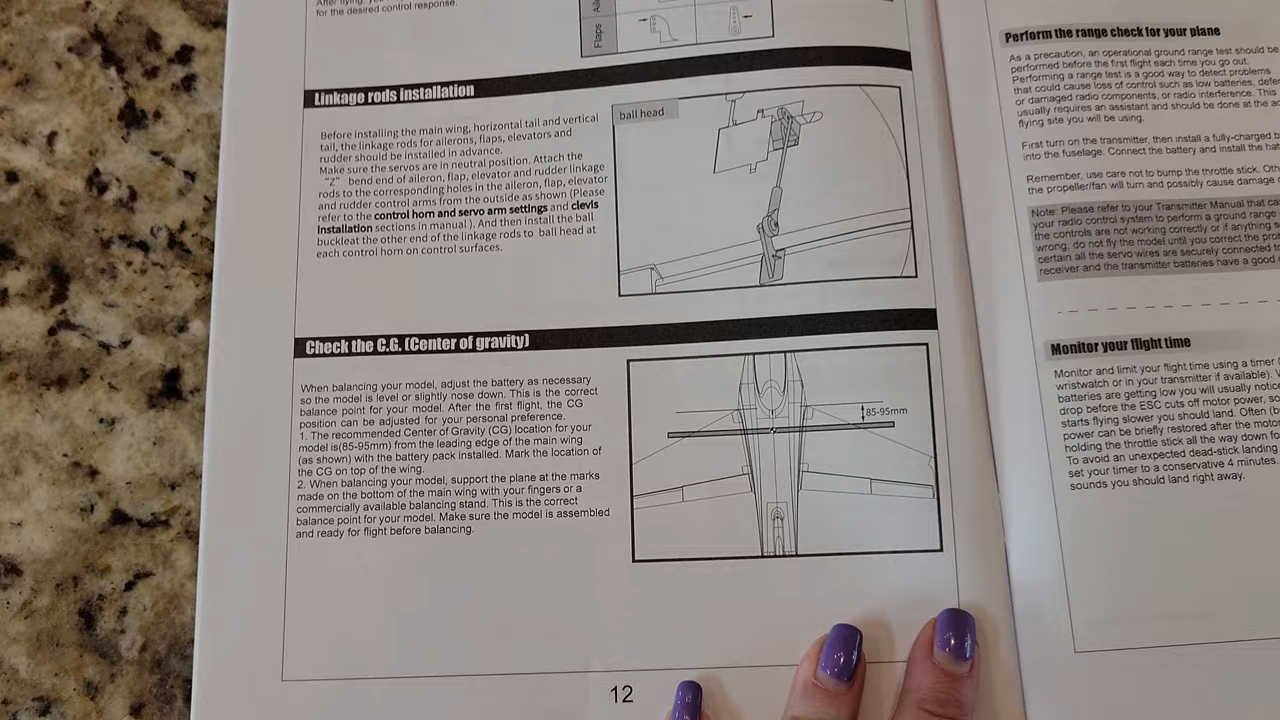 After flying, you
for the desired control response.
Flaps
Linkage rods installation
Before installing the main wing, horizontal tail and vertical
tail, the linkage rods for ailerons, flaps, elevators and
rudder should be installed in advance.
Make sure the servos are in neutral position. Attach the
"Z" bend end of aileron, flap, elevator and rudder linkage
rods to the corresponding holes in the aileron, flap, elevator
and rudder control arms from the outside as shown (Please
refer to the control horn and servo arm settings and clevis
installation sections in manual ). And then install the ball
buckleat the other end of the linkage rods to ball head at
each control horn on control surfaces.
ball head
Check the C.G. (Center of gravity)
When balancing your model, adjust the battery as necessary
so the model is level or slightly nose down. This is the correct
balance point for your model. After the first flight, the CG
position can be adjusted for your personal preference.
1. The recommended Center of Gravity (CG) location for your
model is(85-95mm) from the leading edge of the main wing
(as shown) with the battery pack installed. Mark the location of
the CG on top of the wing.
2. When balancing your model, support the plane at the marks
made on the bottom of the main wing with your fingers or a
commercially available balancing stand. This is the correct
balance point for your model. Make sure the model is assembled
and ready for flight before balancing.
85-95mm
12
Perform the range check for your plane
As a precaution, an operational ground range test should be
performed before the first flight each time you go out.
Performing a range test is a good way to detect problems
that could cause loss of control such as low batteries,
or damaged radio components, or radio interference. This
usually requires an assistant and should be done at the
flying site you will be using.
First turn on the transmitter, then install a fully-charged
into the fuselage. Connect the battery and install the
Remember, use care not to bump the throttle stick.
the propeller/fan will turn and possibly cause damage
Note: Please refer to your Transmitter Manual that
your radio control system to perform a ground range
the controls are not working correctly or if anything
wrong, do not fly the model until you correct the
certain all the servo wires are securely connected
receiver and the transmitter batteries have a good
Monitor your flight time
Monitor and limit your flight time using a timer
wristwatch or in your transmitter if available).
batteries are getting low you will usually
drop before the ESC cuts off motor power, so
starts flying slower you should land. Often
power can be briefly restored after the motor
holding the throttle stick all the way down
To avoid an unexpected dead-stick landing
set your timer to a conservative 4 minutes.
sounds you should land right away.